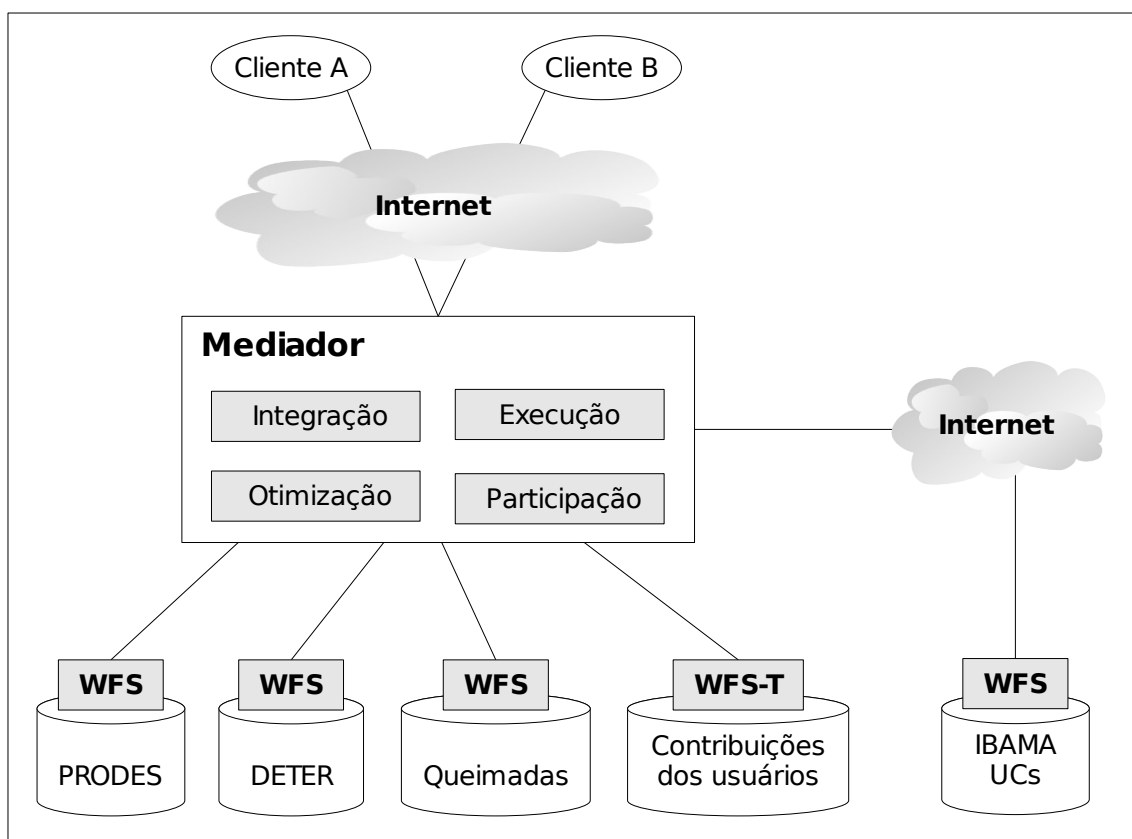 Cliente A
Cliente B
Internet
Mediador
Integração
Execução
Internet
Otimização
Participação
WFS
WFS
WFS
WFS-T
WFS
PRODES
DETER
Queimadas
Contribuições
dos usuários
IBAMA
UCs